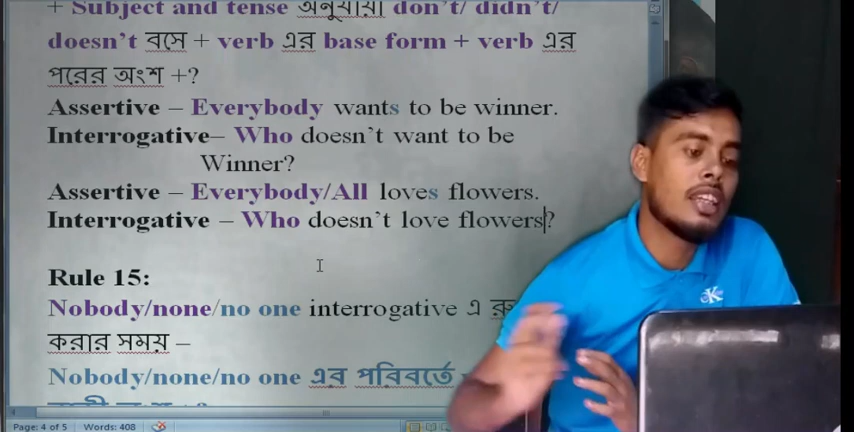 + Subject and tense অনুযায়ী don't/ didn't/
doesn't বসে + verb এর base form + verb এর
পরের অংশ +?
Assertive – Everybody wants to be winner.
Interrogative– Who doesn't want to be
Winner?
Assertive – Everybody/All loves flowers.
Interrogative – Who doesn't love flowers?
Rule 15:
Nobody/none/no one interrogative এ
করার সময় –
Nobody/none/no one এর পরিবর্তে
Page: 4 of 5 Words: 408